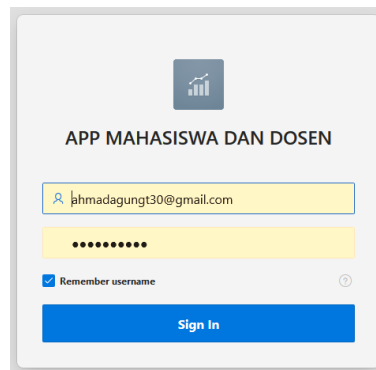 APP MAHASISWA DAN DOSEN
ahmadagungt30@gmail.com
••••••••••
Remember username
Sign In